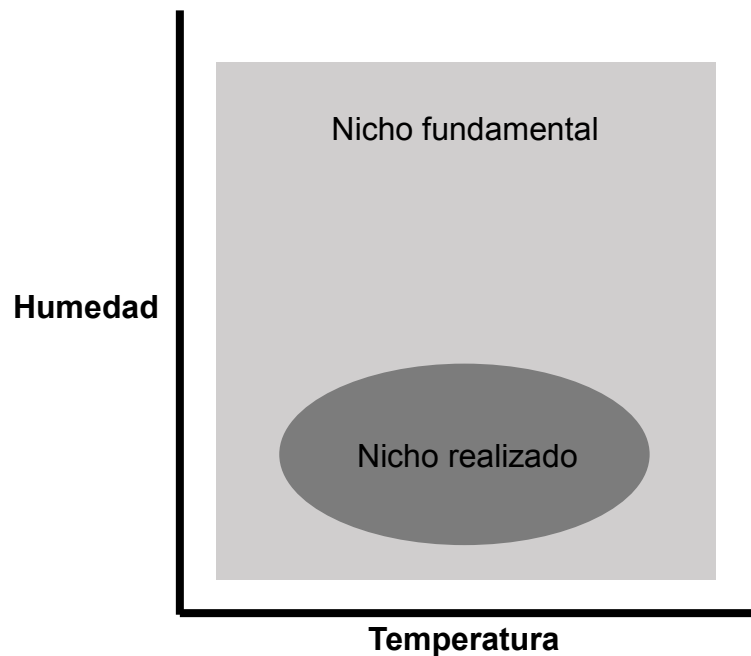 Nicho fundamental
Humedad
Nicho realizado
Temperatura